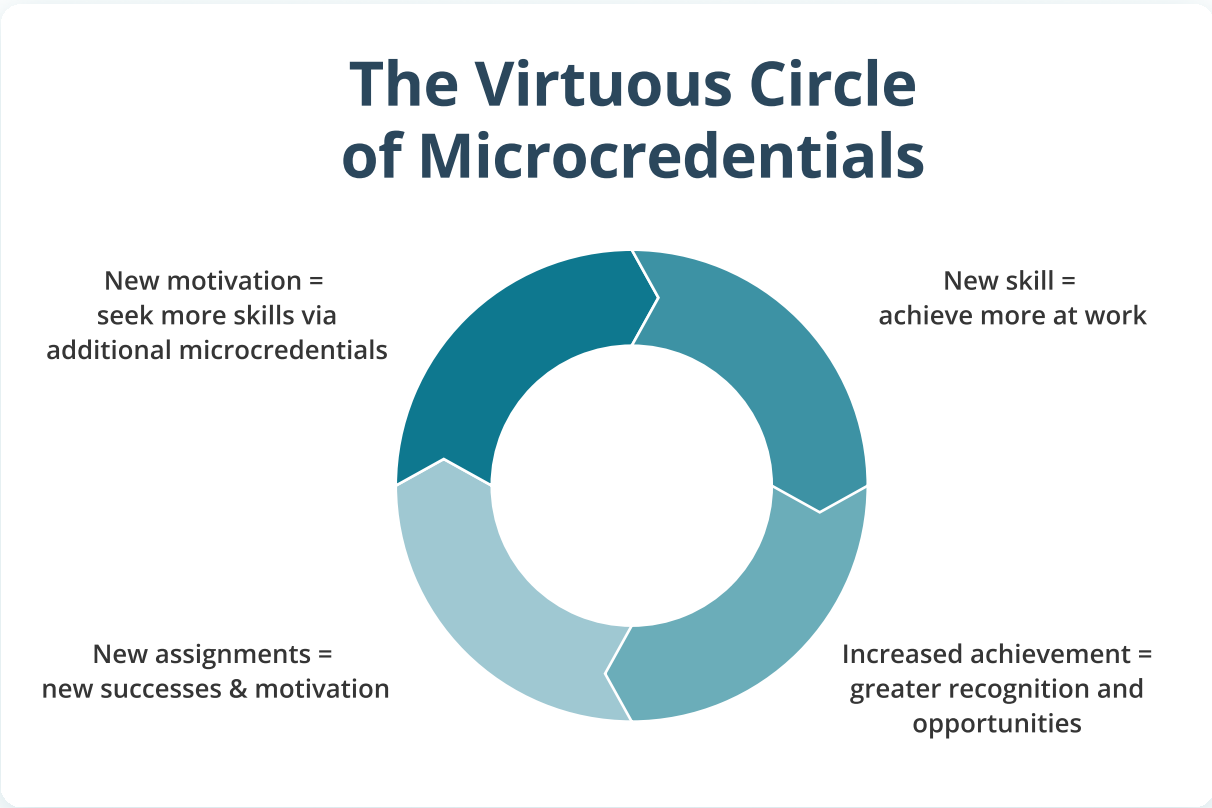 The Virtuous Circle
of Microcredentials
New motivation =
seek more skills via
additional microcredentials
New skill =
achieve more at work
New assignments =
new successes & motivation
Increased achievement =
greater recognition and
opportunities